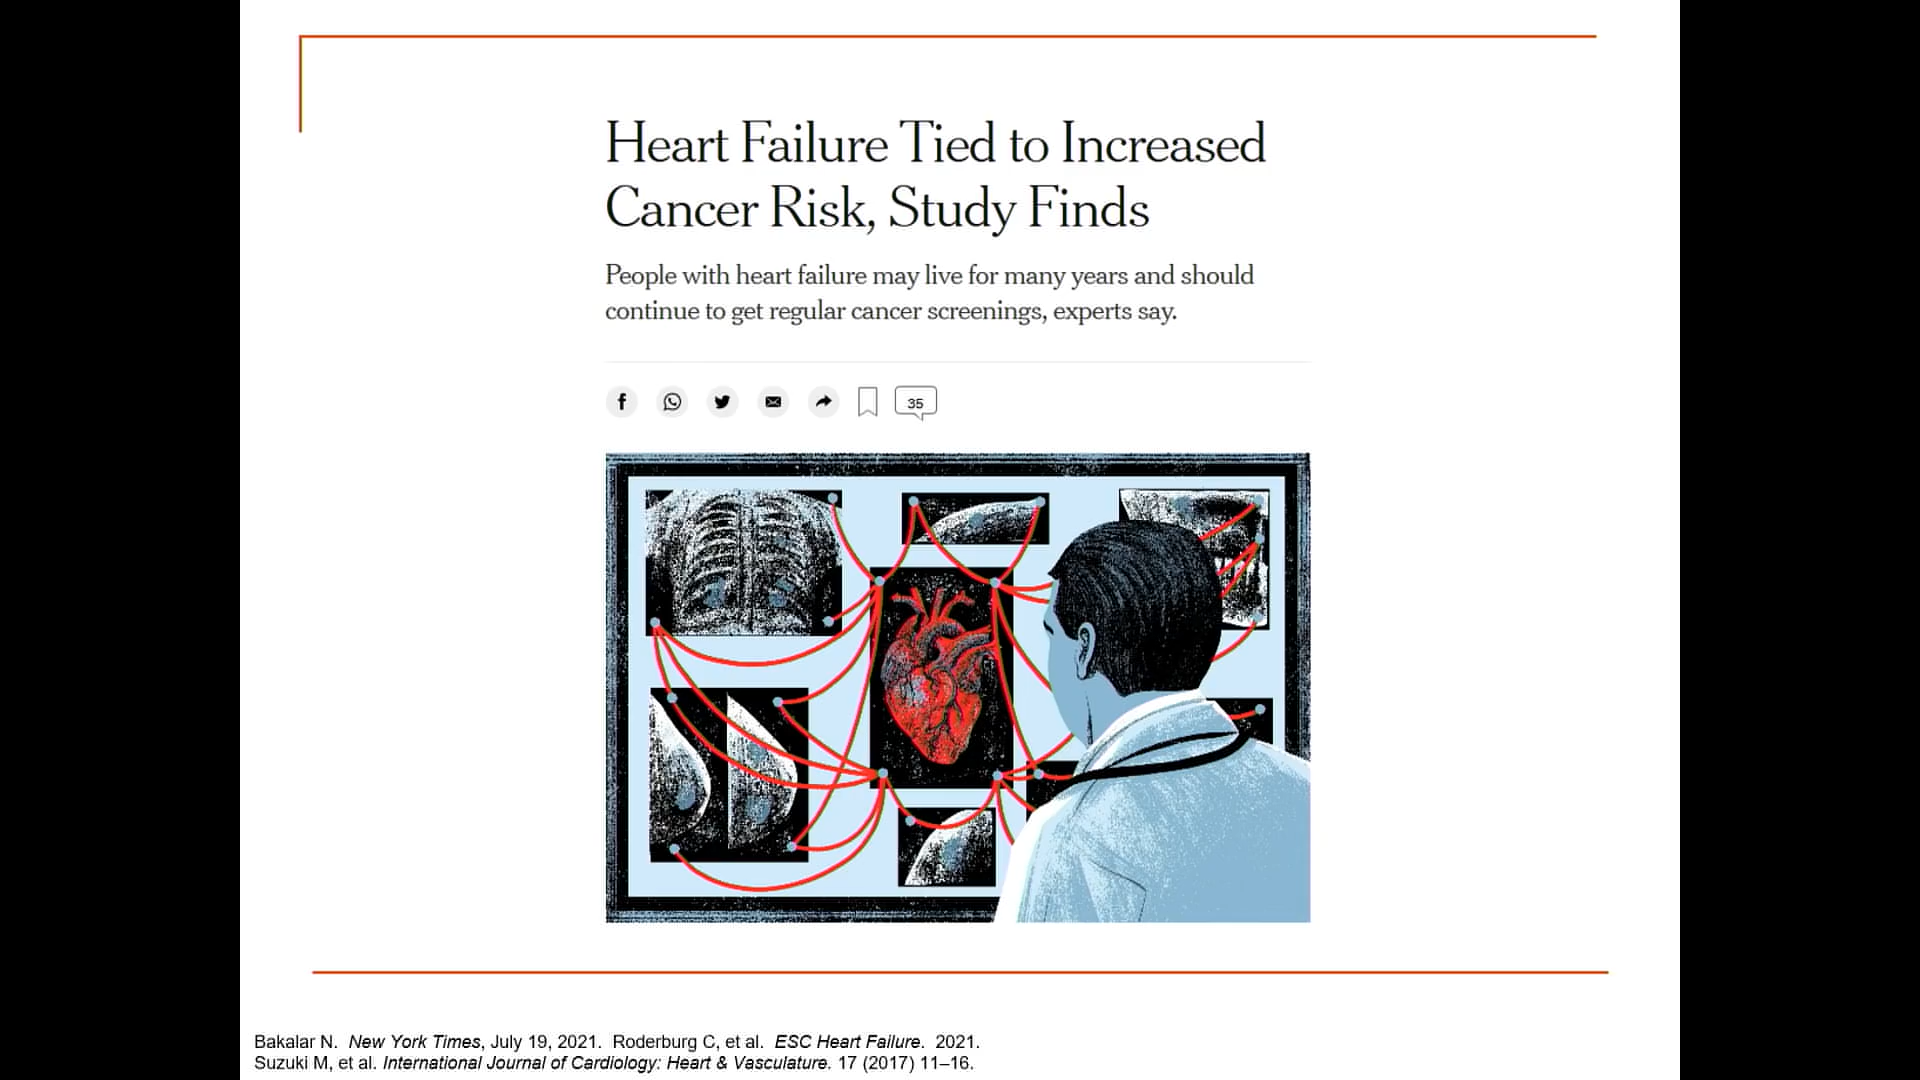 Heart Failure Tied to Increased
Cancer Risk, Study Finds
People with heart failure may live for many years and should
continue to get regular cancer screenings, experts say.
35
Bakalar N. New York Times, July 19, 2021. Roderburg C, et al. ESC Heart Failure. 2021.
Suzuki M, et al. International Journal of Cardiology: Heart & Vasculature. 17 (2017) 11–16.